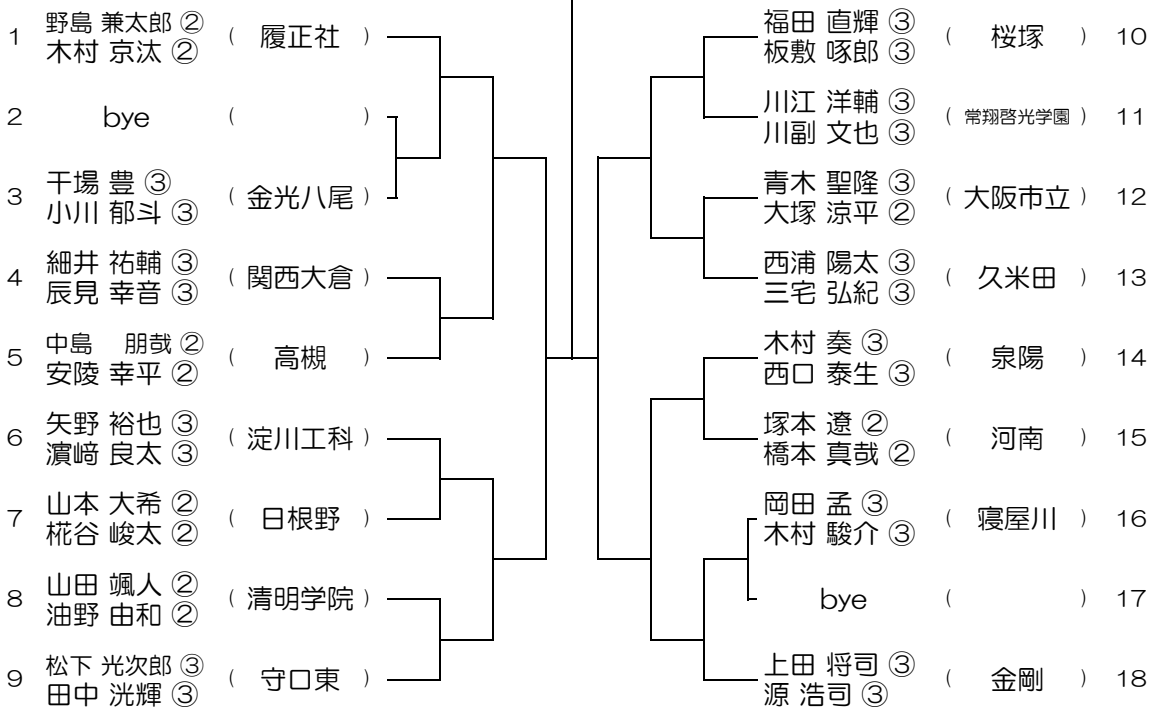 1 野島 兼太郎 ② ( 履正社 )
木村 京汰 ②
2 bye ( )
3 干場 豊 ③ ( 金光八尾 )
小川 郁斗 ③
4 細井 祐輔 ③ ( 関西大倉 )
辰見 幸音 ③
5 中島 朋哉 ② ( 高槻 )
安陵 幸平 ②
6 矢野 裕也 ③ ( 淀川工科 )
濵﨑 良太 ③
7 山本 大希 ② ( 日根野 )
椛谷 峻太 ②
8 山田 颯人 ② ( 清明学院 )
油野 由和 ②
9 松下 光次郎 ③ ( 守口東 )
田中 洸輝 ③
福田 直輝 ③ ( 桜塚 ) 10
板敷 啄郎 ③
川江 洋輔 ③ ( 常翔啓光学園 ) 11
川副 文也 ③
青木 聖隆 ③ ( 大阪市立 ) 12
大塚 涼平 ②
西浦 陽太 ③ ( 久米田 ) 13
三宅 弘紀 ③
木村 奏 ③ ( 泉陽 ) 14
西口 泰生 ③
塚本 遼 ② ( 河南 ) 15
橋本 真哉 ②
岡田 孟 ③ ( 寝屋川 ) 16
木村 駿介 ③
bye ( ) 17
上田 将司 ③ ( 金剛 ) 18
源 浩司 ③